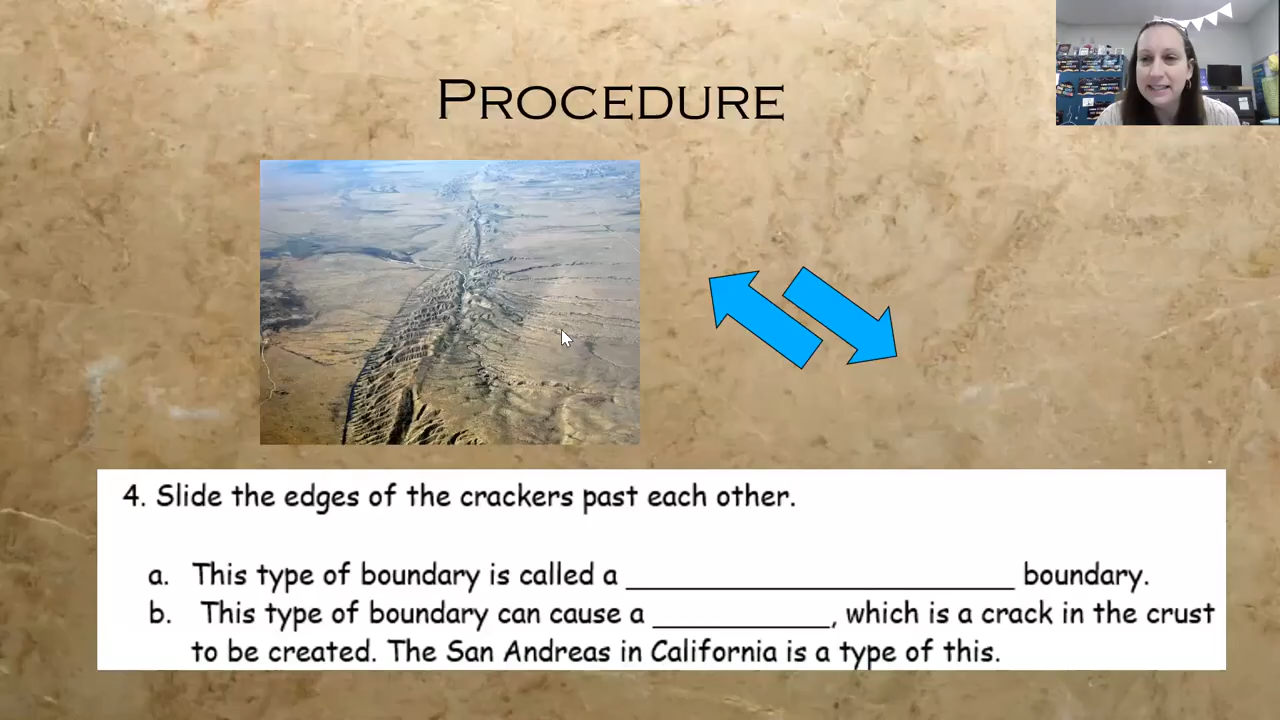 PROCEDURE
4. Slide the edges of the crackers past each other.
a. This type of boundary is called a __________________________ boundary.
b. This type of boundary can cause a ____________, which is a crack in the crust
to be created. The San Andreas in California is a type of this.